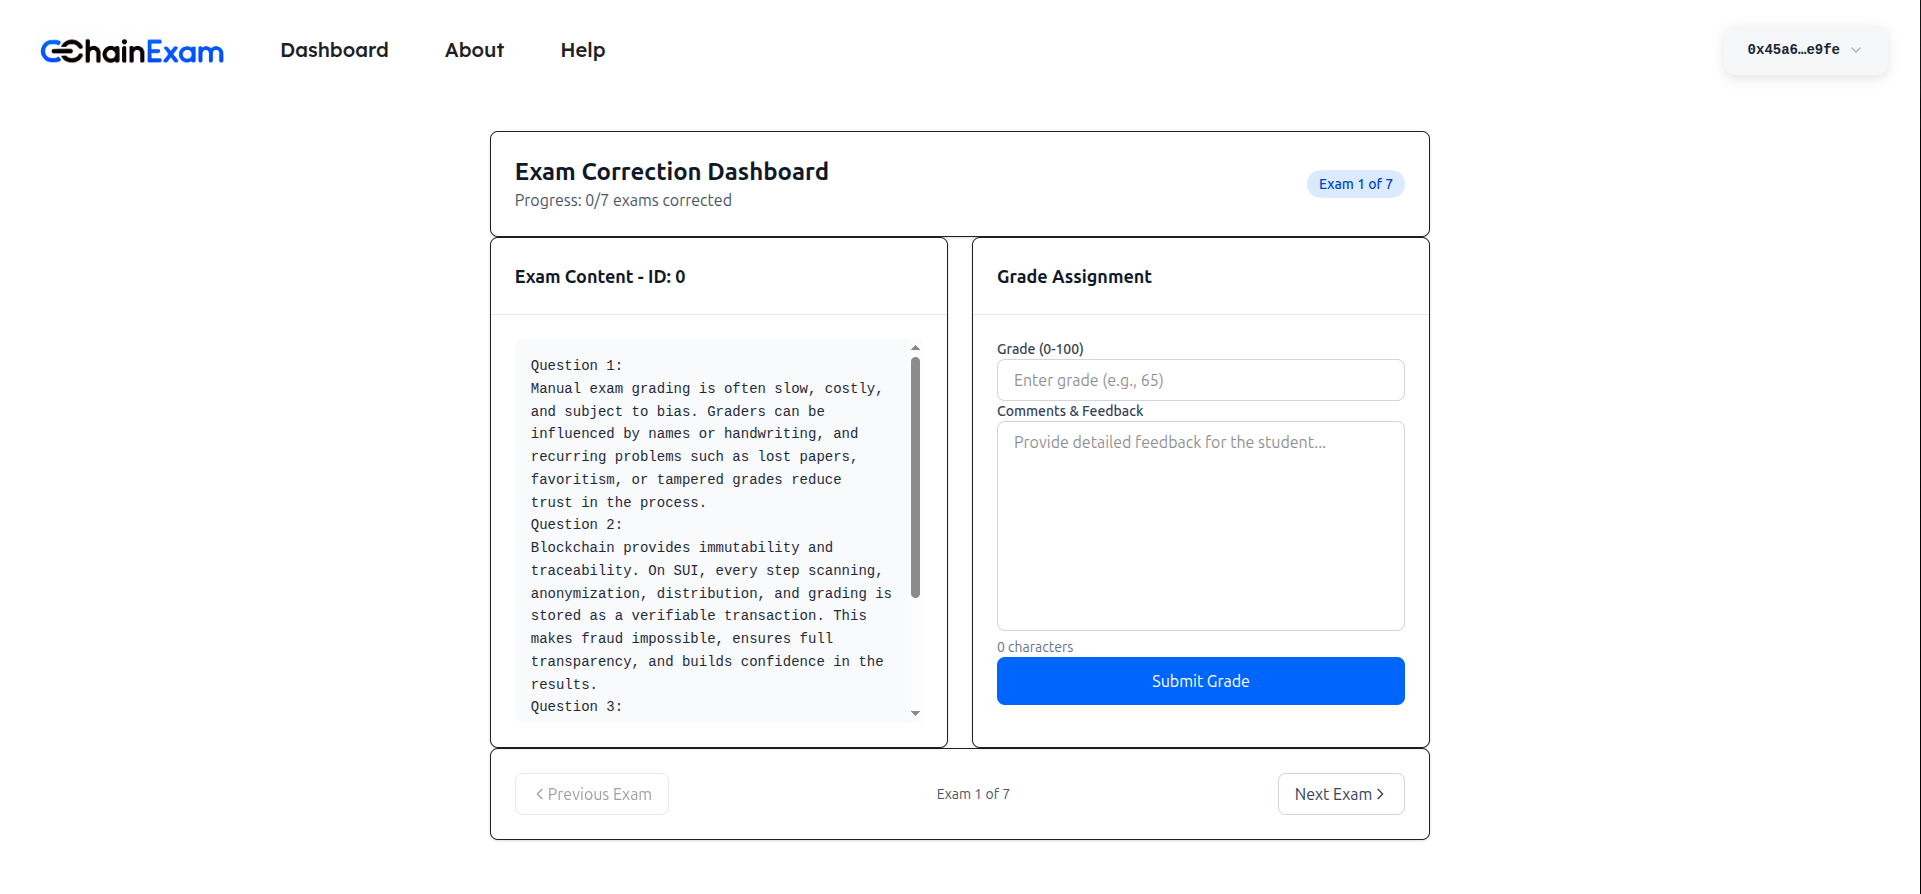 ChainExam
Dashboard
About
Help
0x45a6…e9fe
Exam Correction Dashboard
Progress: 0/7 exams corrected
Exam 1 of 7
Exam Content - ID: 0
Question 1:
Manual exam grading is often slow, costly,
and subject to bias. Graders can be
influenced by names or handwriting, and
recurring problems such as lost papers,
favoritism, or tampered grades reduce
trust in the process.
Question 2:
Blockchain provides immutability and
traceability. On SUI, every step scanning,
anonymization, distribution, and grading is
stored as a verifiable transaction. This
makes fraud impossible, ensures full
transparency, and builds confidence in the
results.
Question 3:
Grade Assignment
Grade (0-100)
Enter grade (e.g., 65)
Comments & Feedback
Provide detailed feedback for the student...
0 characters
Submit Grade
Previous Exam
Exam 1 of 7
Next Exam